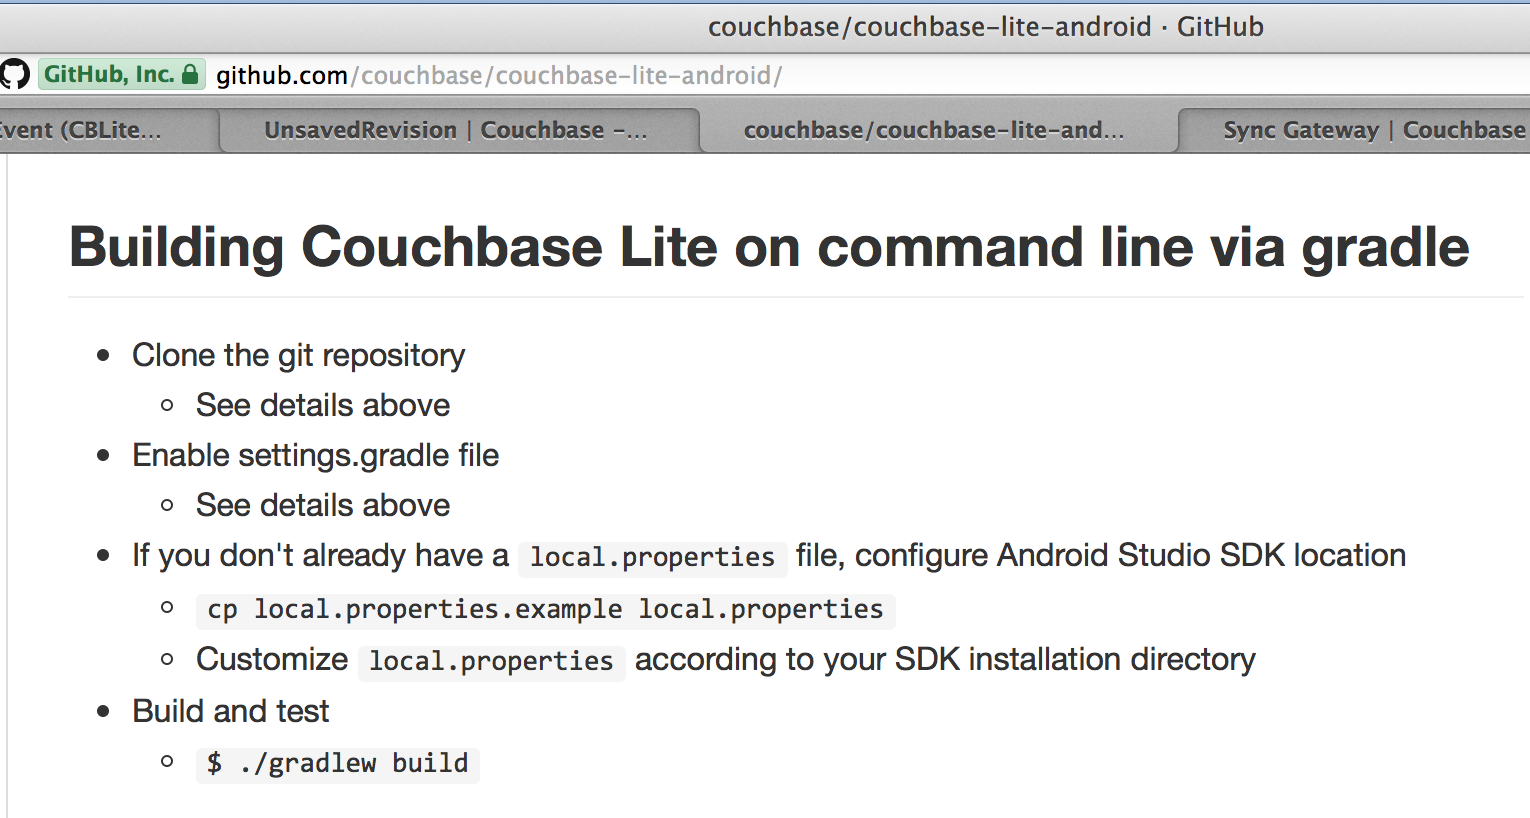 couchbase/couchbase-lite-android · GitHub
GitHub, Inc. github.com/couchbase/couchbase-lite-android/
Event (CBLite... UnsavedRevision | Couchbase -... couchbase/couchbase-lite-and... Sync Gateway | Couchbase
Building Couchbase Lite on command line via gradle
• Clone the git repository
◦ See details above
• Enable settings.gradle file
◦ See details above
• If you don't already have a local.properties file, configure Android Studio SDK location
◦ cp local.properties.example local.properties
◦ Customize local.properties according to your SDK installation directory
• Build and test
◦ $ ./gradlew build